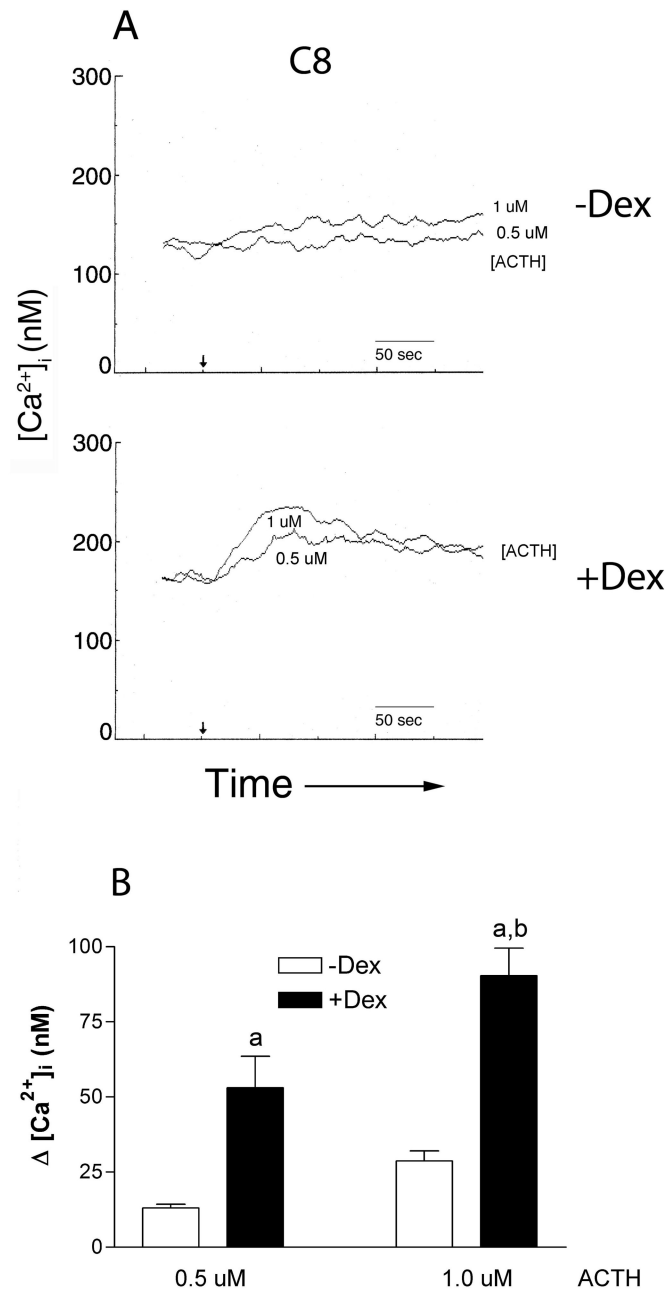 A
C8
300
200
100
0
1 uM
0.5 uM
[ACTH]
50 sec
-Dex
[Ca²⁺]ᵢ (nM)
300
200
100
0
1 uM
0.5 uM
[ACTH]
50 sec
+Dex
Time
B
100
75
50
25
0
Δ [Ca²⁺]ᵢ (nM)
-Dex
+Dex
a
a,b
0.5 uM 1.0 uM ACTH